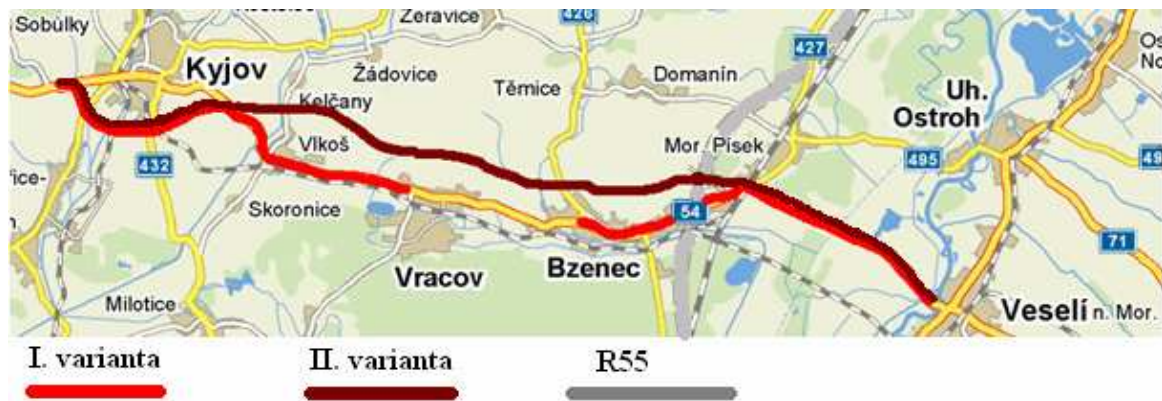 Sobůlky
Žeravice
426
427
Kyjov
Žádovice
Těmice
Domanín
Uh.
Ostroh
Kelčany
Vlkoš
Mor. Písek
495
432
Skoronice
54
71
Vracov
Bzenec
Milotice
Veselí n. Mor.
I. varianta
II. varianta
R55